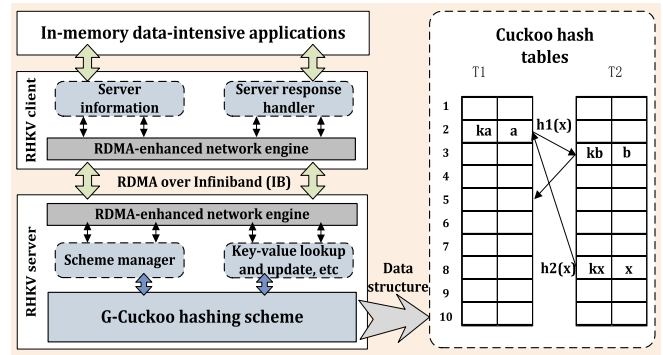 In-memory data-intensive applications
RHKV client
Server
information
Server response
handler
RDMA-enhanced network engine
RDMA over Infiniband (IB)
RHKV server
RDMA-enhanced network engine
Scheme manager
Key-value lookup
and update, etc
G-Cuckoo hashing scheme
Data
structure
Cuckoo hash
tables
T1 T2
1
2 ka a h1(x)
3 kb b
4
5
6
7
8 h2(x) kx x
9
10